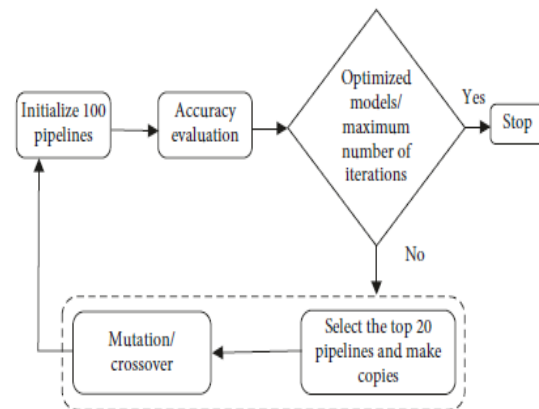 Initialize 100
pipelines
Accuracy
evaluation
Optimized
models/
maximum
number of
iterations
Yes
Stop
No
Select the top 20
pipelines and make
copies
Mutation/
crossover